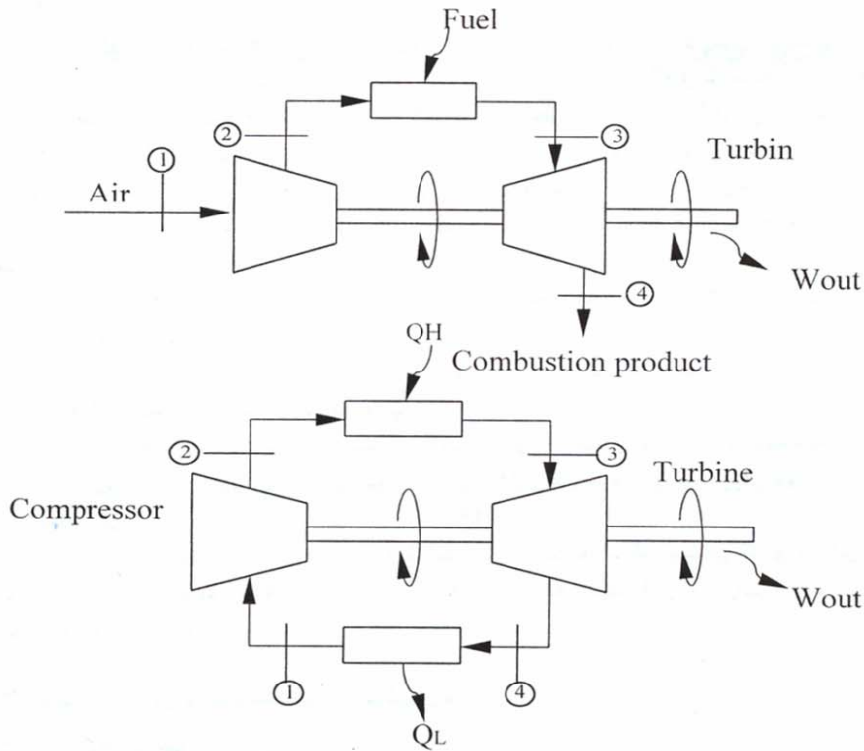 Fuel
②
③
①
Turbin
Air
Wout
④
Combustion product
QH
②
③
Turbine
Compressor
Wout
①
④
QL